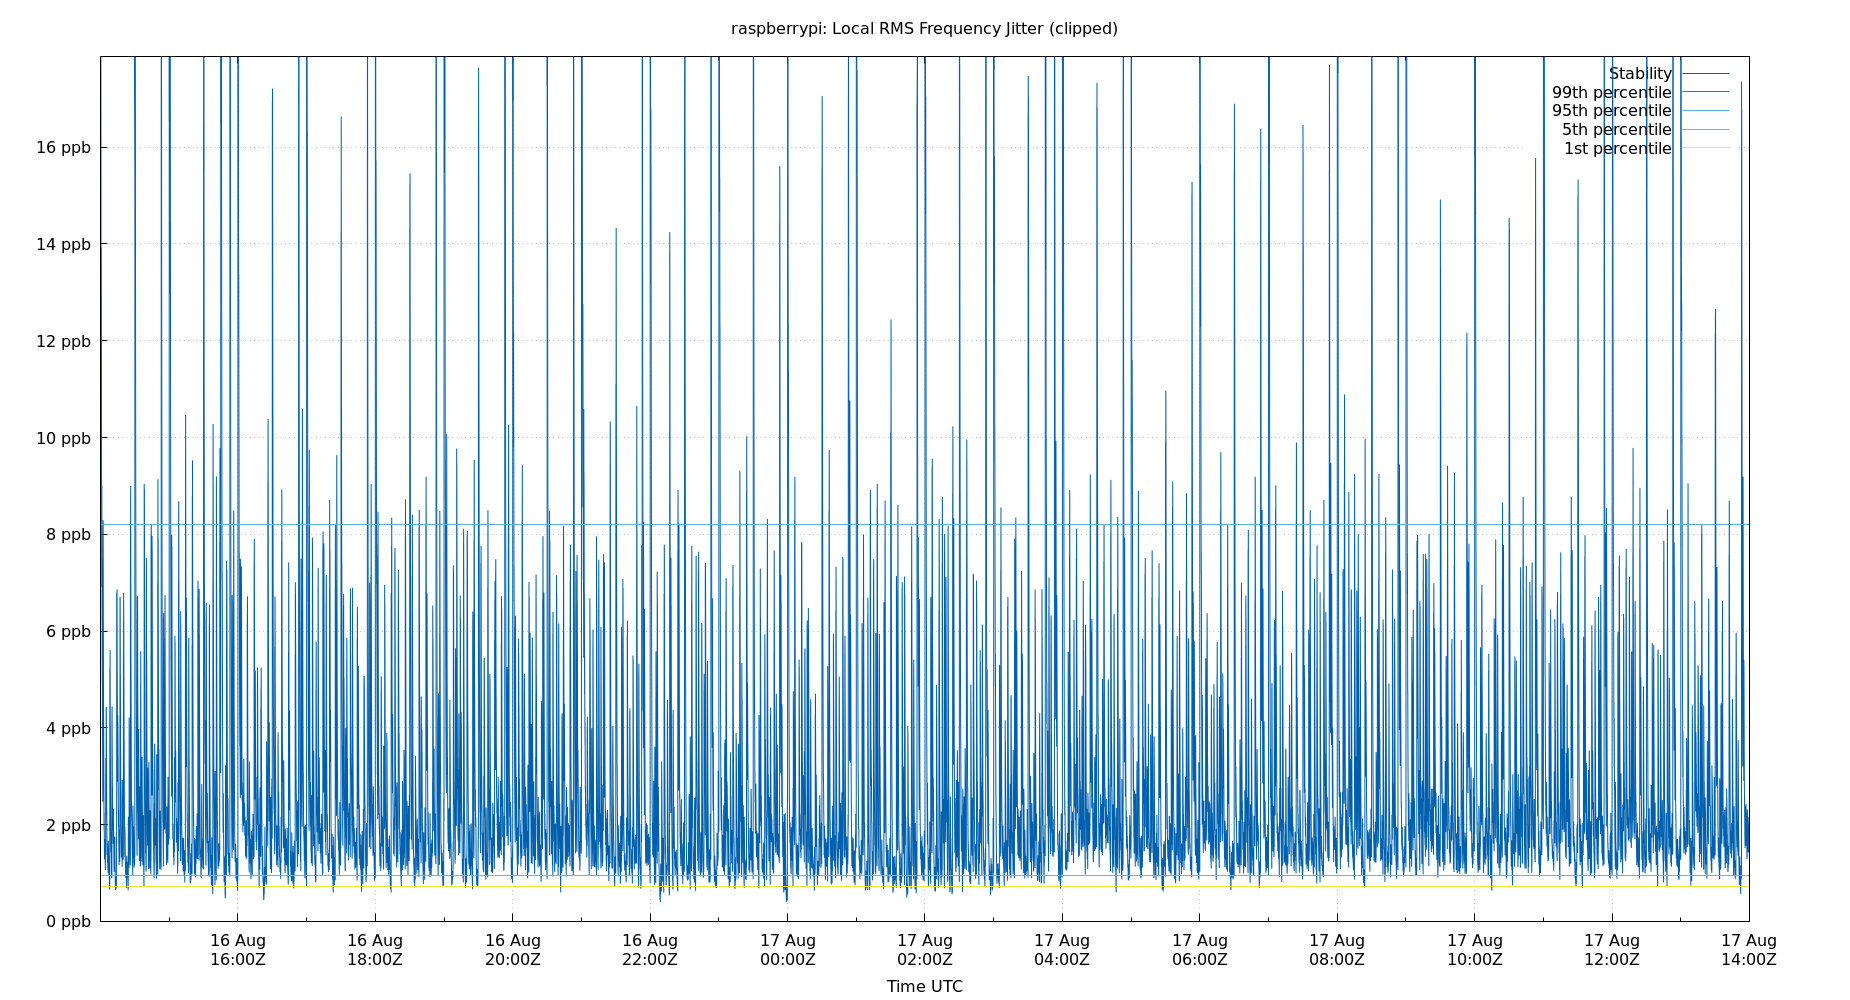 raspberrypi: Local RMS Frequency Jitter (clipped)
Stability
99th percentile
95th percentile
5th percentile
1st percentile
16 ppb
14 ppb
12 ppb
10 ppb
8 ppb
6 ppb
4 ppb
2 ppb
0 ppb
16 Aug 16 Aug 16 Aug 16 Aug 17 Aug 17 Aug 17 Aug 17 Aug 17 Aug 17 Aug 17 Aug 17 Aug
16:00Z 18:00Z 20:00Z 22:00Z 00:00Z 02:00Z 04:00Z 06:00Z 08:00Z 10:00Z 12:00Z 14:00Z
Time UTC